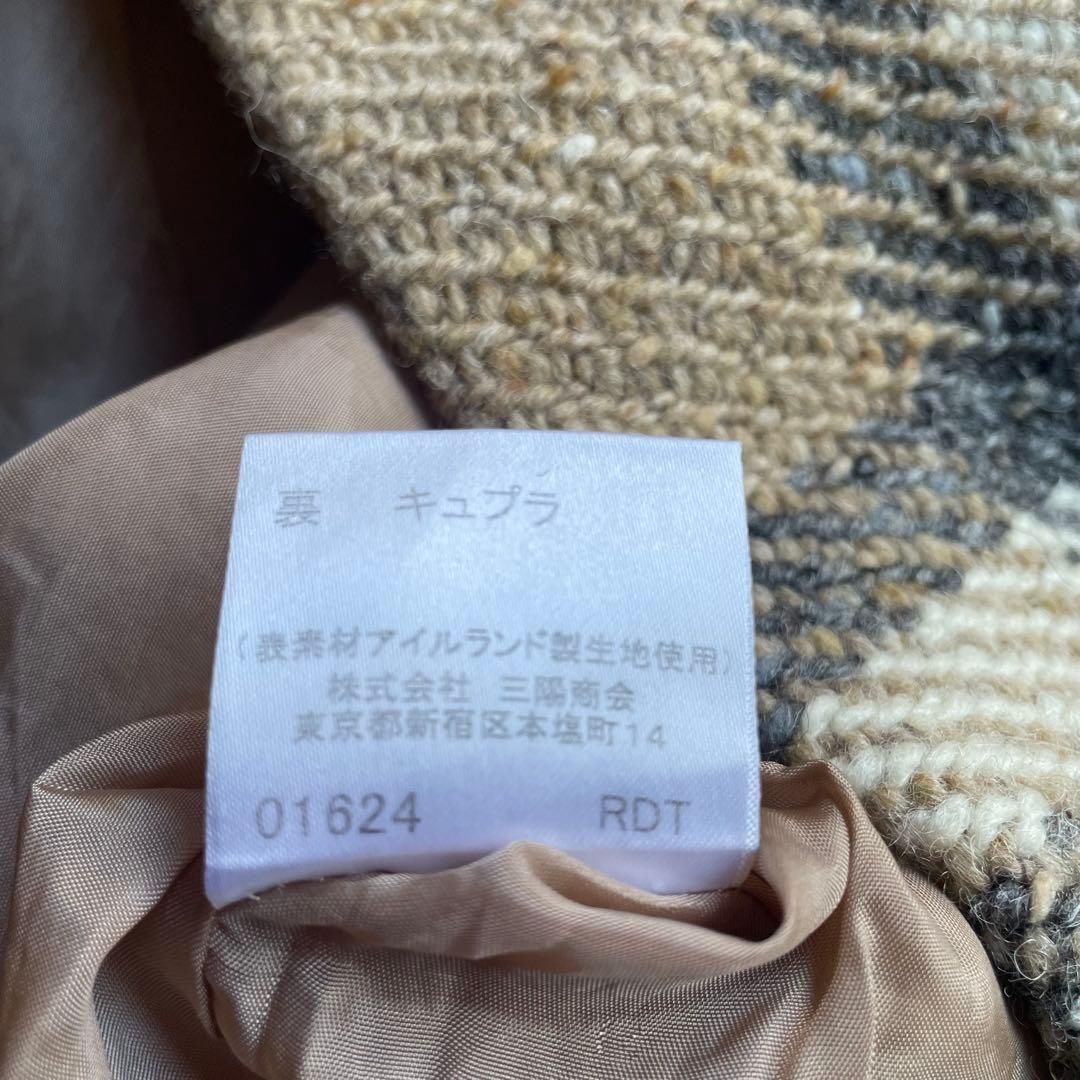 裏 キュプラ
(表素材アイルランド製生地使用)
株式会社 三陽商会
東京都新宿区本塩町14
01624 RDT